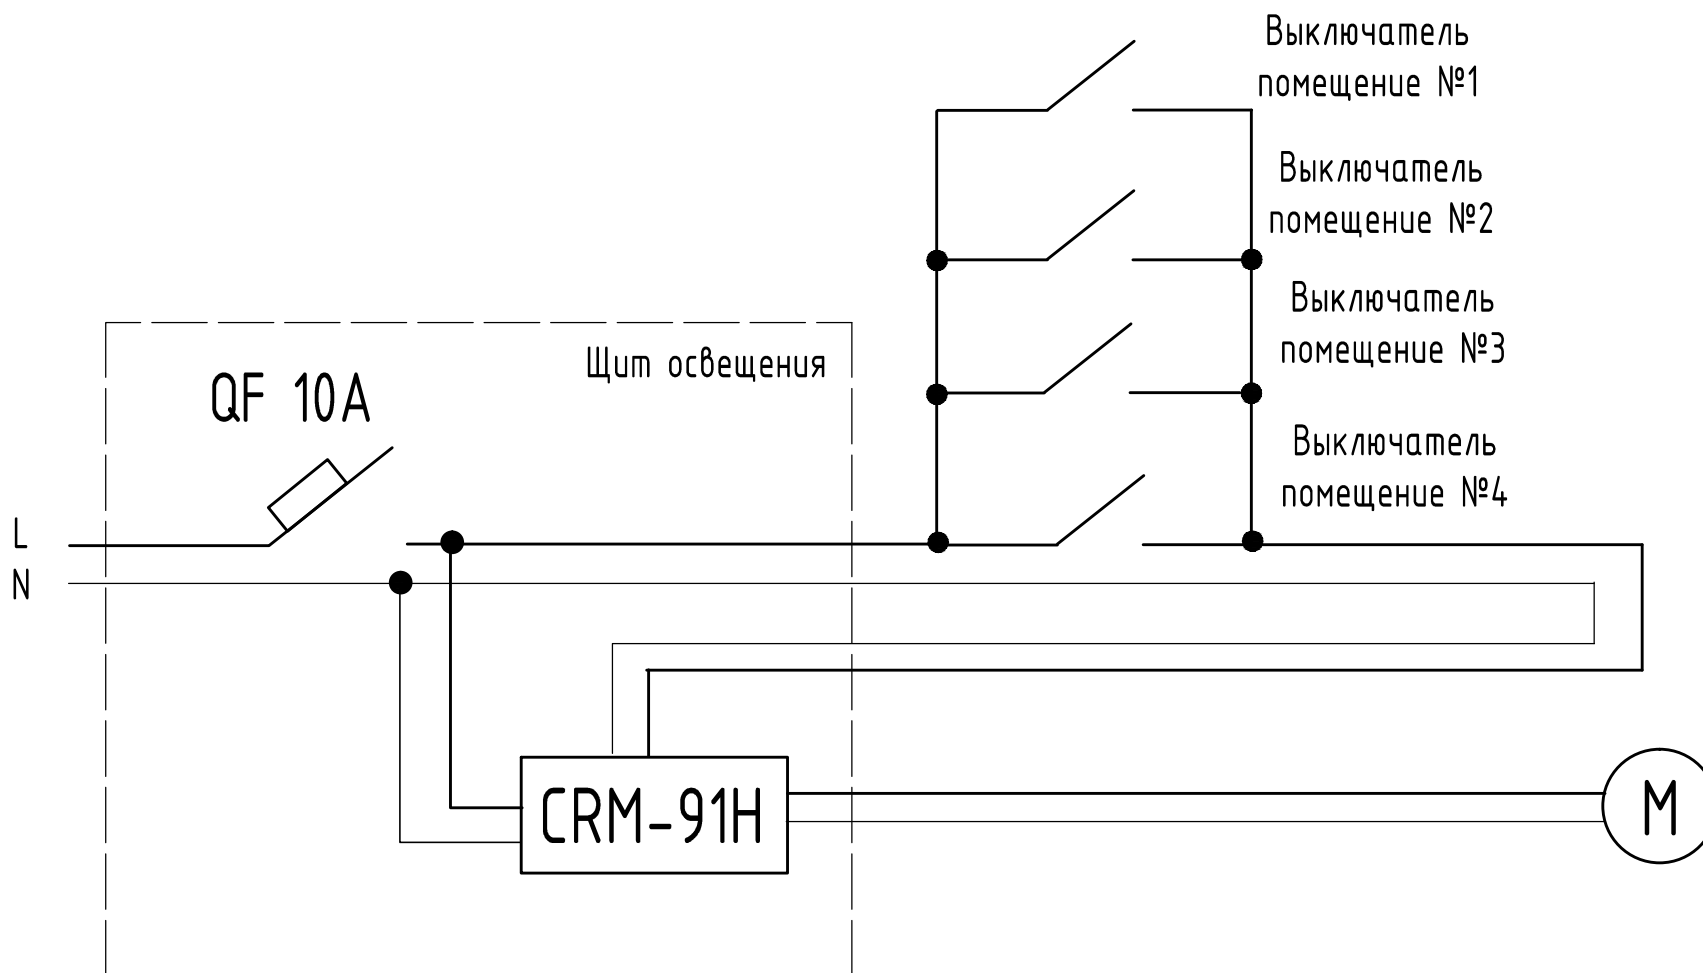 Выключатель
помещение №1
Выключатель
помещение №2
Выключатель
помещение №3
Выключатель
помещение №4
Щит освещения
QF 10A
L
N
CRM-91H
M